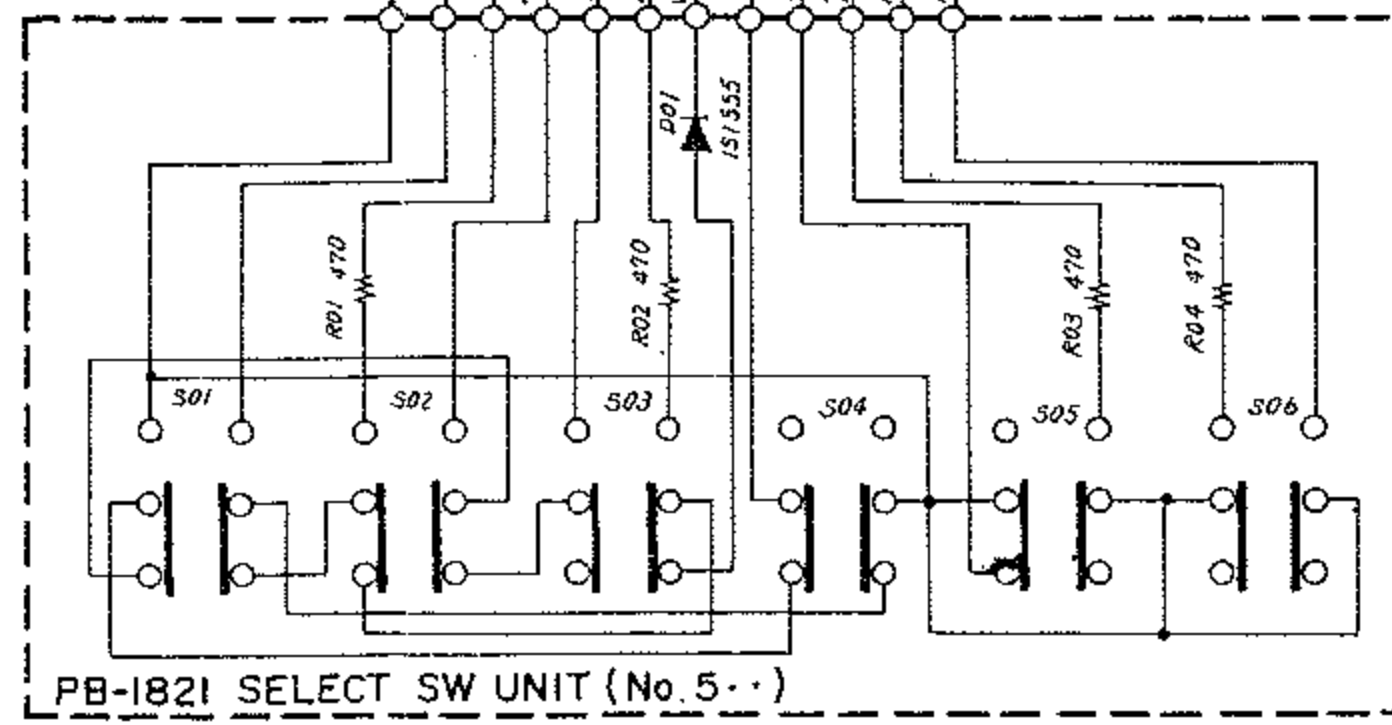 D01
1S1555
R01 470
R02 470
R03 470
R04 470
S01
S02
S03
S04
S05
S06
PB-1821 SELECT SW UNIT (No. 5··)